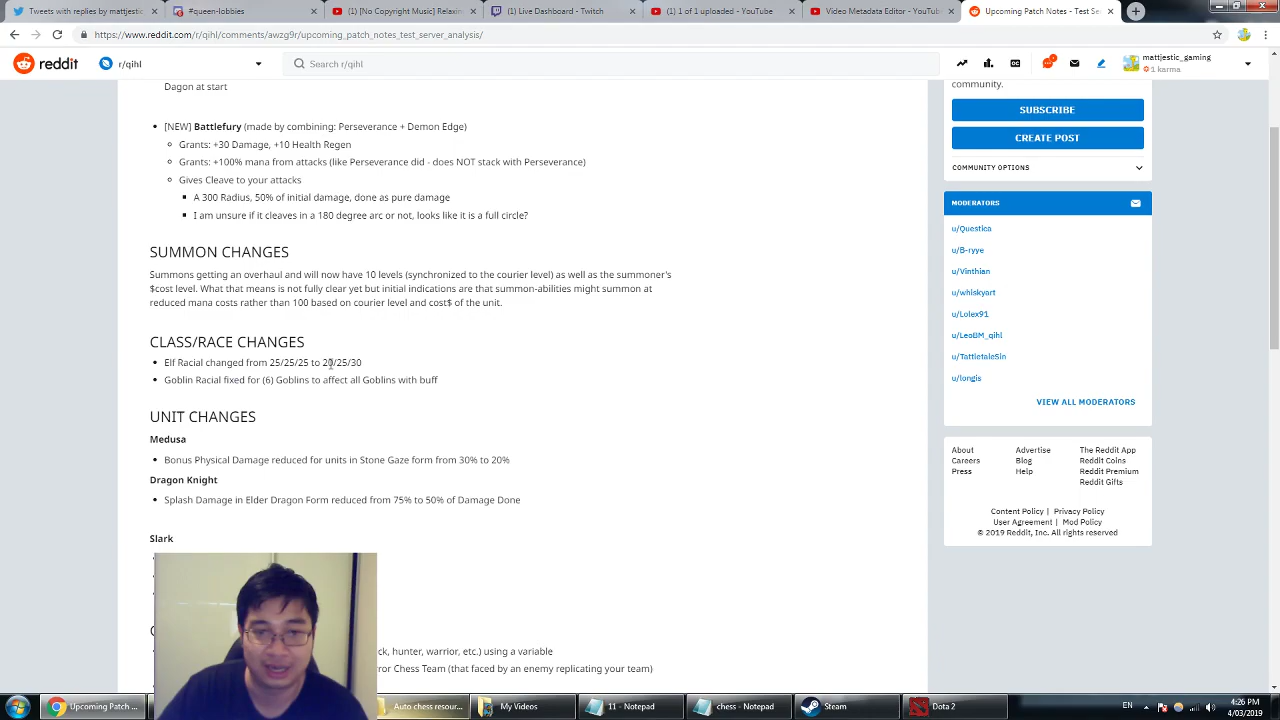 Tweets with replies by mattjest
#queen-lobbies
[No Copyright Music] Relaxin
(1) Live Dashboard - Twitch
(1) 1 of 1 uploaded - YouTube
Video Metadata Editor - YouTube
Upcoming Patch Notes - Test Ser
https://www.reddit.com/r/qihl/comments/awzg9r/upcoming_patch_notes_test_server_analysis/
reddit
r/qihl
Search r/qihl
mattjestic_gaming
1 karma
Dagon at start
[NEW] Battlefury (made by combining: Perseverance + Demon Edge)
Grants: +30 Damage, +10 Health Regen
Grants: +100% mana from attacks (like Perseverance did - does NOT stack with Perseverance)
Gives Cleave to your attacks
A 300 Radius, 50% of initial damage, done as pure damage
I am unsure if it cleaves in a 180 degree arc or not, looks like it is a full circle?
SUMMON CHANGES
Summons getting an overhaul and will now have 10 levels (synchronized to the courier level) as well as the summoner's
$cost level. What that means is not fully clear yet but initial indications are that summon-abilities might summon at
reduced mana costs rather than 100 based on courier level and cost$ of the unit.
CLASS/RACE CHANGES
Elf Racial changed from 25/25/25 to 20/25/30
Goblin Racial fixed for (6) Goblins to affect all Goblins with buff
UNIT CHANGES
Medusa
Bonus Physical Damage reduced for units in Stone Gaze form from 30% to 20%
Dragon Knight
Splash Damage in Elder Dragon Form reduced from 75% to 50% of Damage Done
Slark
ck, hunter, warrior, etc.) using a variable
rror Chess Team (that faced by an enemy replicating your team)
community.
SUBSCRIBE
CREATE POST
COMMUNITY OPTIONS
MODERATORS
u/Questica
u/B-ryye
u/Vinthian
u/whiskyort
u/Lolex91
u/LeoBM_qihl
u/TattletaleSin
u/longis
VIEW ALL MODERATORS
About Advertise The Reddit App
Careers Blog Reddit Coins
Press Help Reddit Premium
Reddit Gifts
Content Policy | Privacy Policy
User Agreement | Mod Policy
© 2019 Reddit, Inc. All rights reserved
Upcoming Patch ...
Auto chess resour...
My Videos
11 - Notepad
chess - Notepad
Steam
Dota 2
EN
4:26 PM
4/03/2019